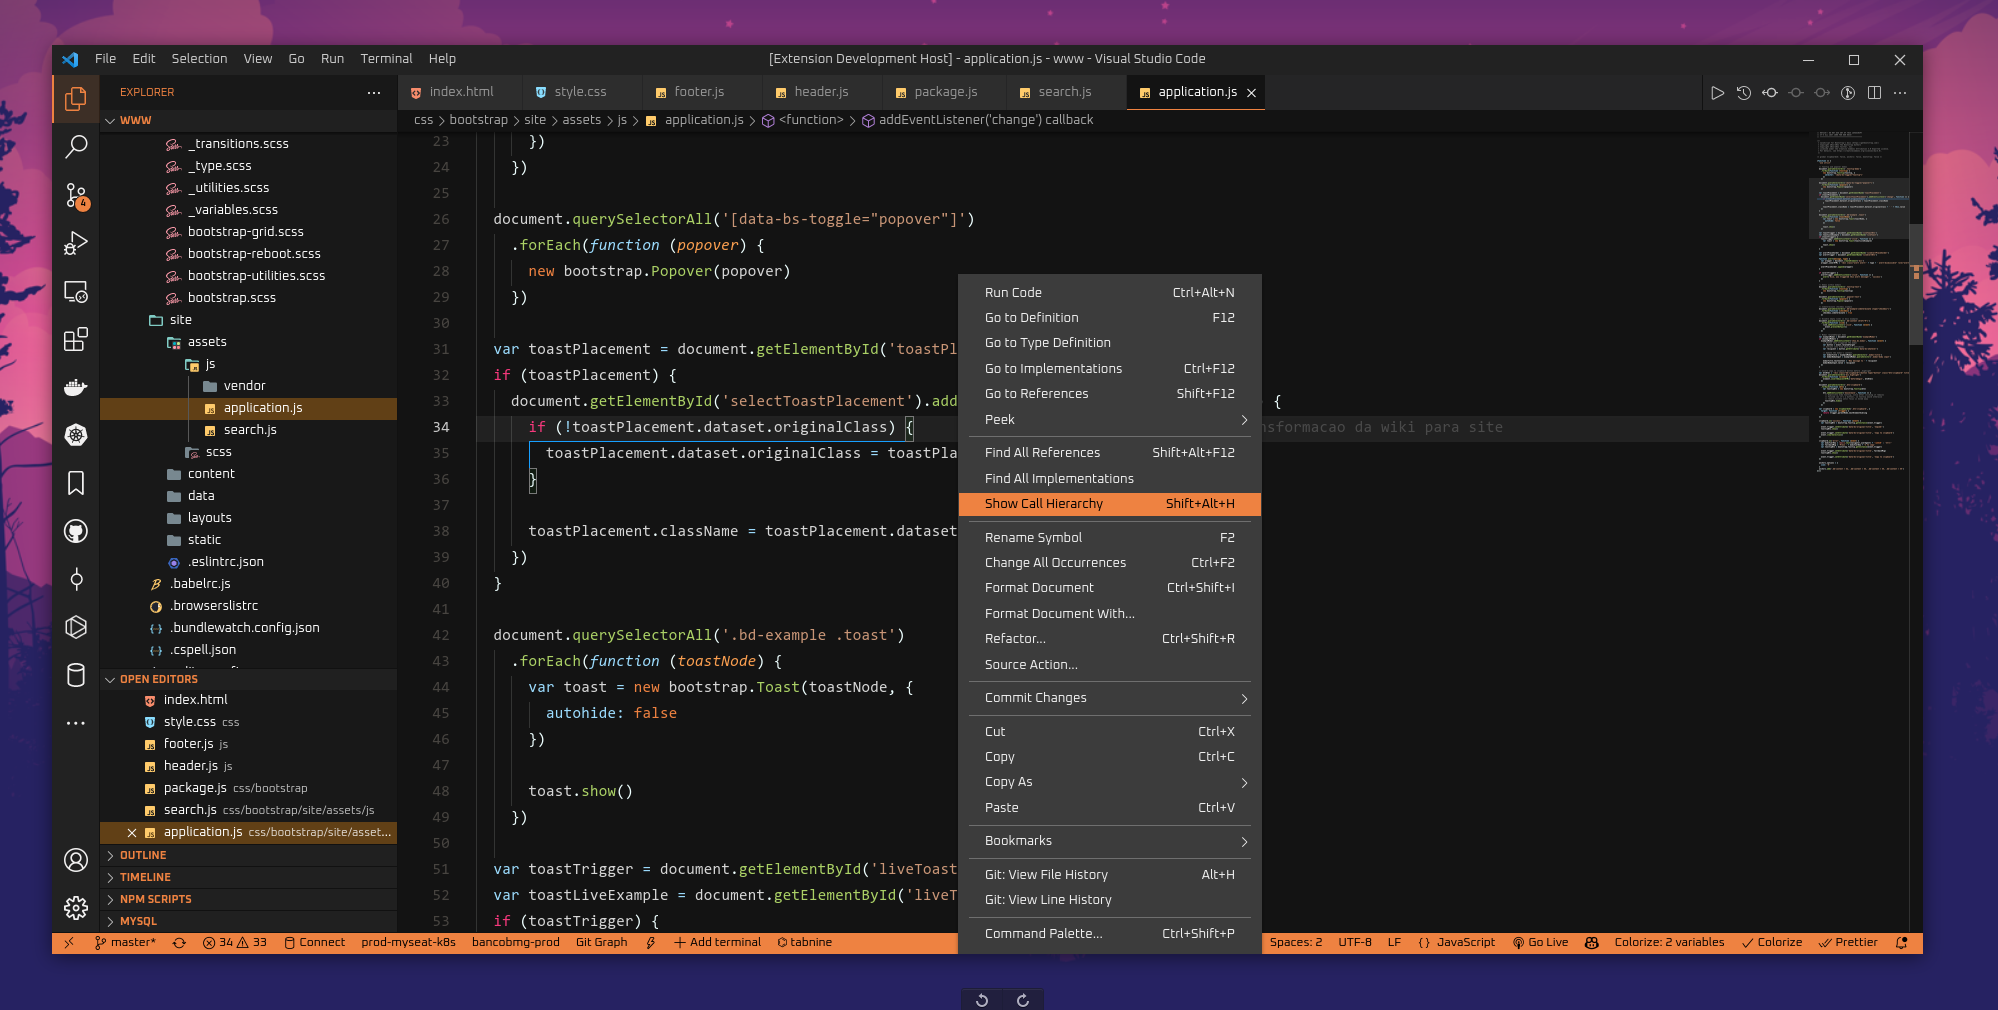 File Edit Selection View Go Run Terminal Help
[Extension Development Host] - application.js - www - Visual Studio Code
EXPLORER
index.html
style.css
footer.js
header.js
package.js
search.js
application.js
css > bootstrap > site > assets > js > application.js > <function> > addEventListener('change') callback
WWW
_transitions.scss
_type.scss
_utilities.scss
_variables.scss
bootstrap-grid.scss
bootstrap-reboot.scss
bootstrap-utilities.scss
bootstrap.scss
site
assets
js
vendor
application.js
search.js
scss
content
data
layouts
static
.eslintrc.json
.babelrc.js
.browserslistrc
.bundlewatch.config.json
.cspell.json
4
OPEN EDITORS
index.html
style.css css
footer.js js
header.js js
package.js css/bootstrap
search.js css/bootstrap/site/assets/js
application.js css/bootstrap/site/asset...
OUTLINE
TIMELINE
NPM SCRIPTS
MYSQL
23 })
24 })
25
26 document.querySelectorAll('[data-bs-toggle="popover"]')
27 .forEach(function (popover) {
28 new bootstrap.Popover(popover)
29 })
30
31 var toastPlacement = document.getElementById('toastPl
32 if (toastPlacement) {
33 document.getElementById('selectToastPlacement').add {
34 if (!toastPlacement.dataset.originalClass) { nsformacao da wiki para site
35 toastPlacement.dataset.originalClass = toastPla
36 }
37
38 toastPlacement.className = toastPlacement.dataset
39 })
40 }
41
42 document.querySelectorAll('.bd-example .toast')
43 .forEach(function (toastNode) {
44 var toast = new bootstrap.Toast(toastNode, {
45 autohide: false
46 })
47
48 toast.show()
49 })
50
51 var toastTrigger = document.getElementById('liveToast
52 var toastLiveExample = document.getElementById('liveT
53 if (toastTrigger) {
Run Code Ctrl+Alt+N
Go to Definition F12
Go to Type Definition
Go to Implementations Ctrl+F12
Go to References Shift+F12
Peek
Find All References Shift+Alt+F12
Find All Implementations
Show Call Hierarchy Shift+Alt+H
Rename Symbol F2
Change All Occurrences Ctrl+F2
Format Document Ctrl+Shift+I
Format Document With...
Refactor... Ctrl+Shift+R
Source Action...
Commit Changes
Cut Ctrl+X
Copy Ctrl+C
Copy As
Paste Ctrl+V
Bookmarks
Git: View File History Alt+H
Git: View Line History
Command Palette... Ctrl+Shift+P
master* 34 33 Connect prod-myseat-k8s bancobmg-prod Git Graph Add terminal tabnine
Spaces: 2 UTF-8 LF { } JavaScript Go Live Colorize: 2 variables Colorize Prettier